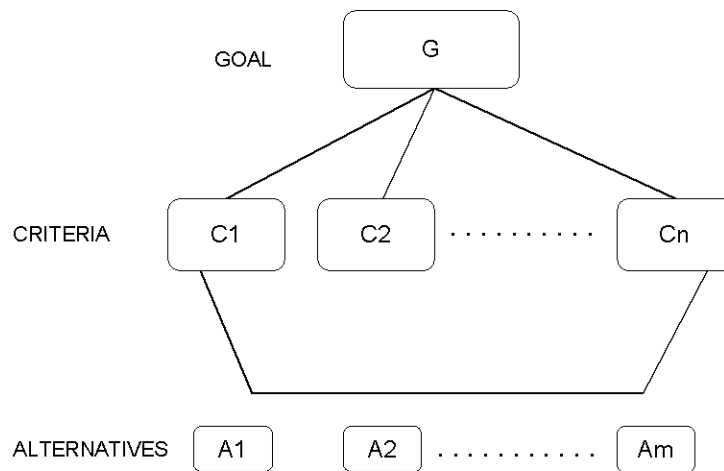 GOAL
G
CRITERIA
C1
C2
. . . . . . . . . .
Cn
ALTERNATIVES
A1
A2
. . . . . . . . . . .
Am